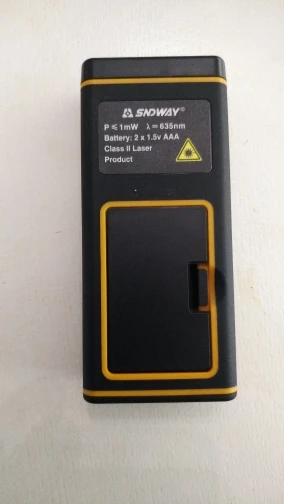 SNDWAY®
P ≤ 1mW λ = 635nm
Battery: 2 x 1.5v AAA
Class II Laser
Product